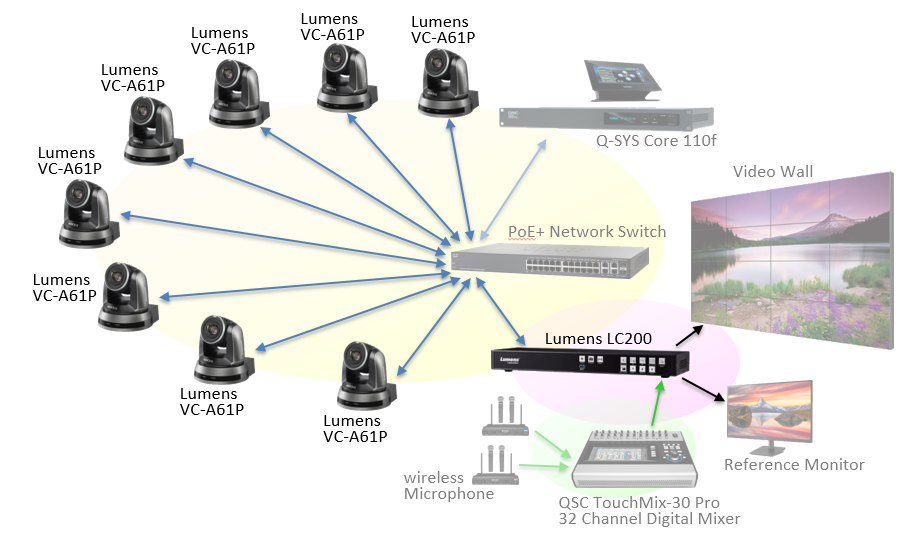 Lumens
VC-A61P
Lumens
VC-A61P
Lumens
VC-A61P
Lumens
VC-A61P
Lumens
VC-A61P
Lumens
VC-A61P
Lumens
VC-A61P
Lumens
VC-A61P
Lumens
VC-A61P
Q-SYS Core 110f
Video Wall
PoE+ Network Switch
Lumens LC200
Lumens
Reference Monitor
wireless
Microphone
QSC TouchMix-30 Pro
32 Channel Digital Mixer